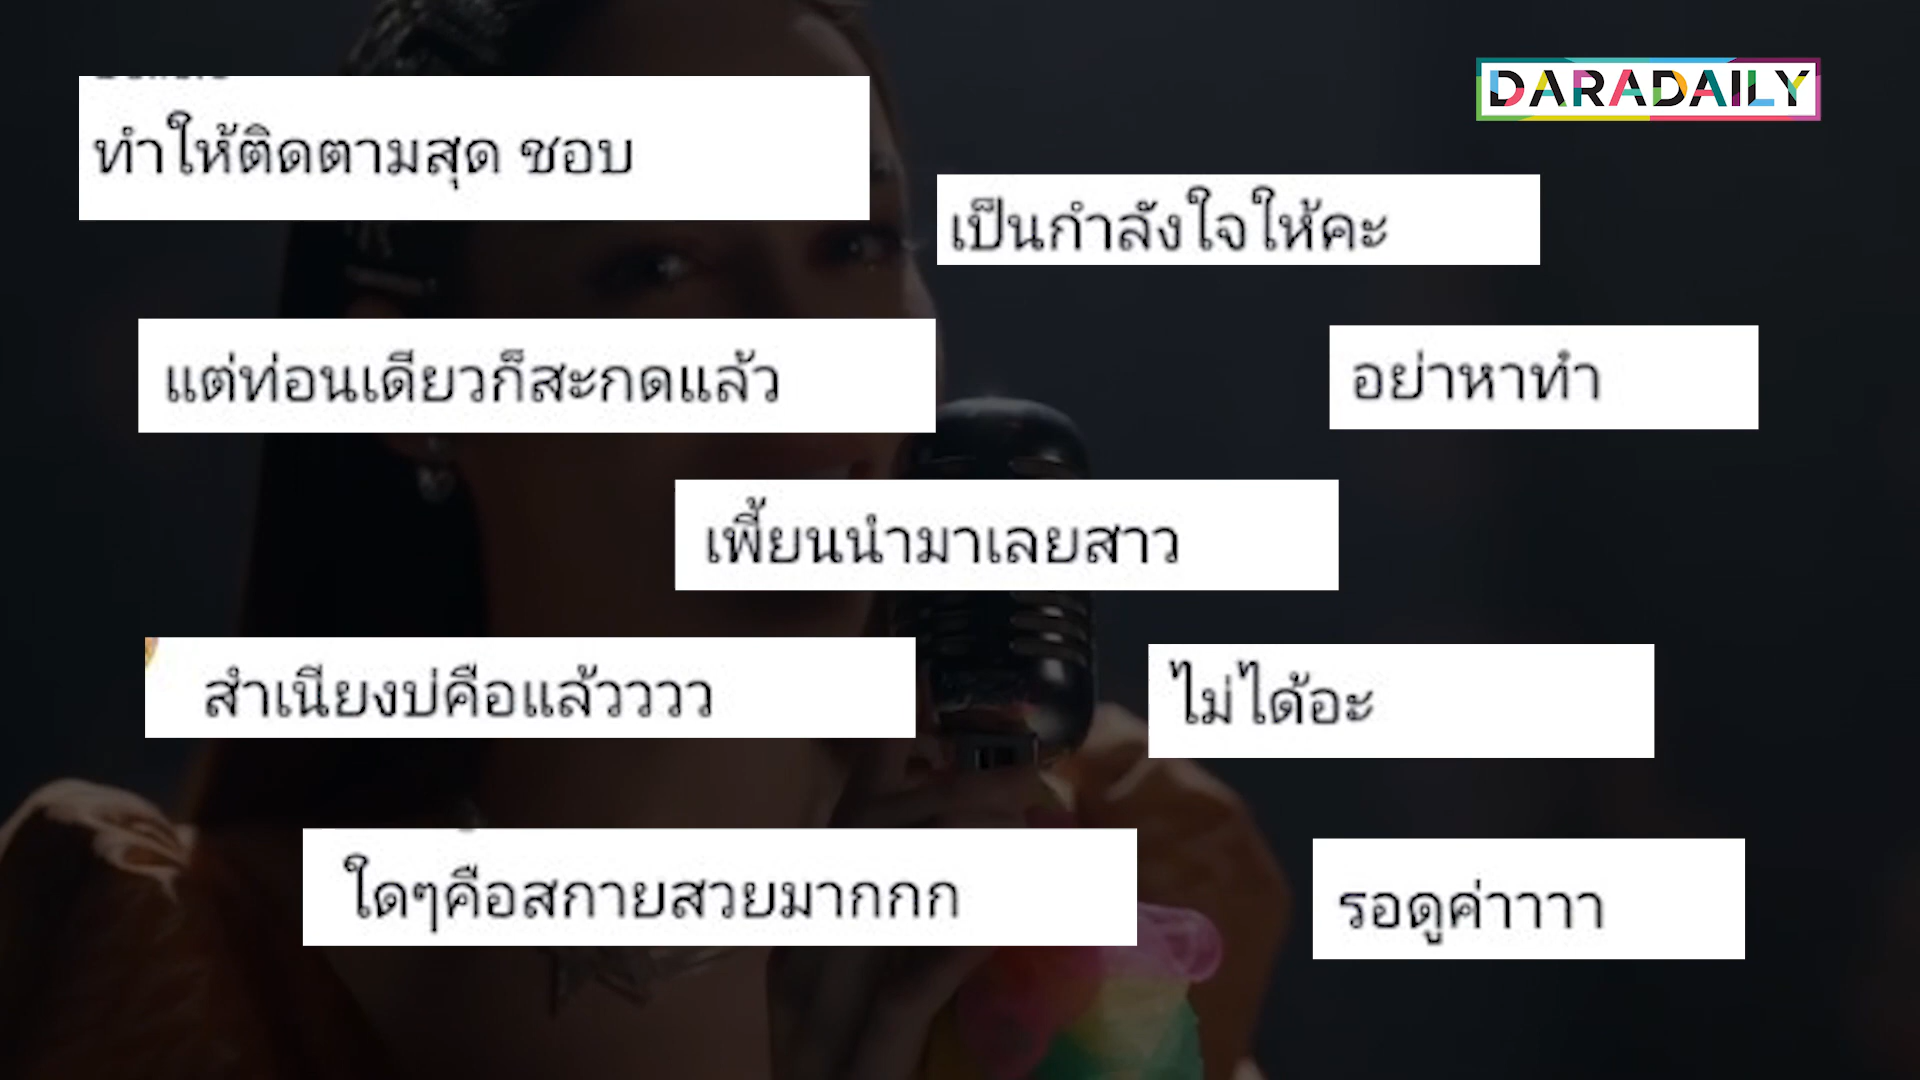 DARADAILY
ทำให้ติดตามสุด ชอบ
เป็นกำลังใจให้คะ
แต่ท่อนเดียวก็สะกดแล้ว
อย่าหาทำ
เพี้ยนนำมาเลยสาว
สำเนียงบ่คือแล้วววว
ไม่ได้อะ
ใดๆคือสกายสวยมากกก
รอดูค่าาาา